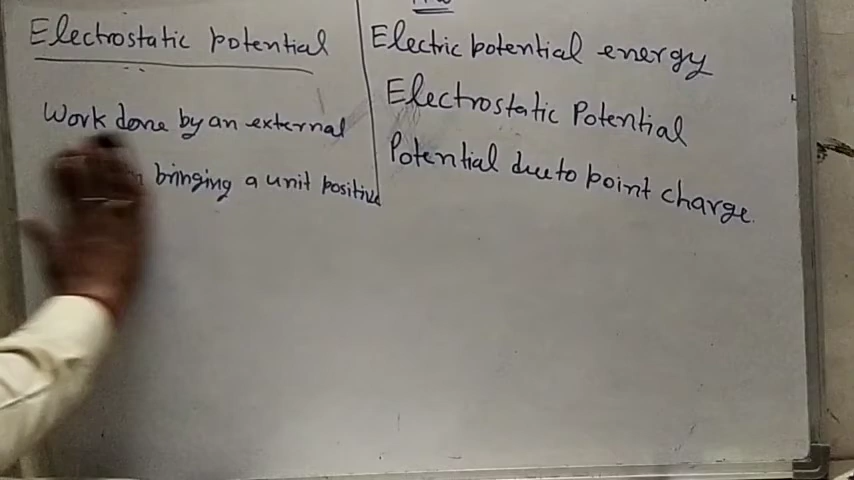 Electrostatic potential
Work done by an external
bringing a unit positive
Electric potential energy
Electrostatic Potential
Potential due to point charge.